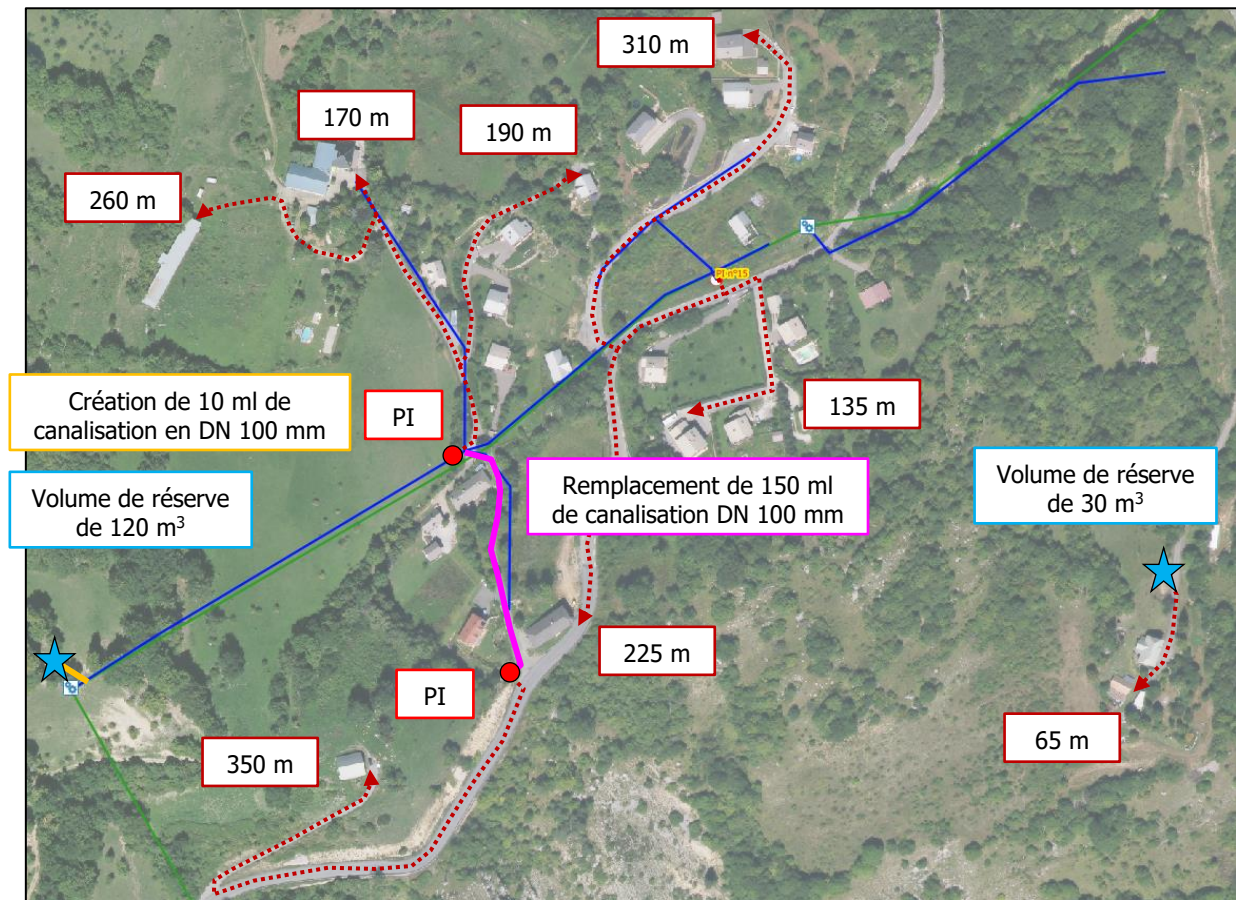 310 m
170 m
190 m
260 m
PI n°15
Création de 10 ml de
canalisation en DN 100 mm
PI
135 m
Volume de réserve
de 120 m³
Remplacement de 150 ml
de canalisation DN 100 mm
Volume de réserve
de 30 m³
225 m
PI
350 m
65 m